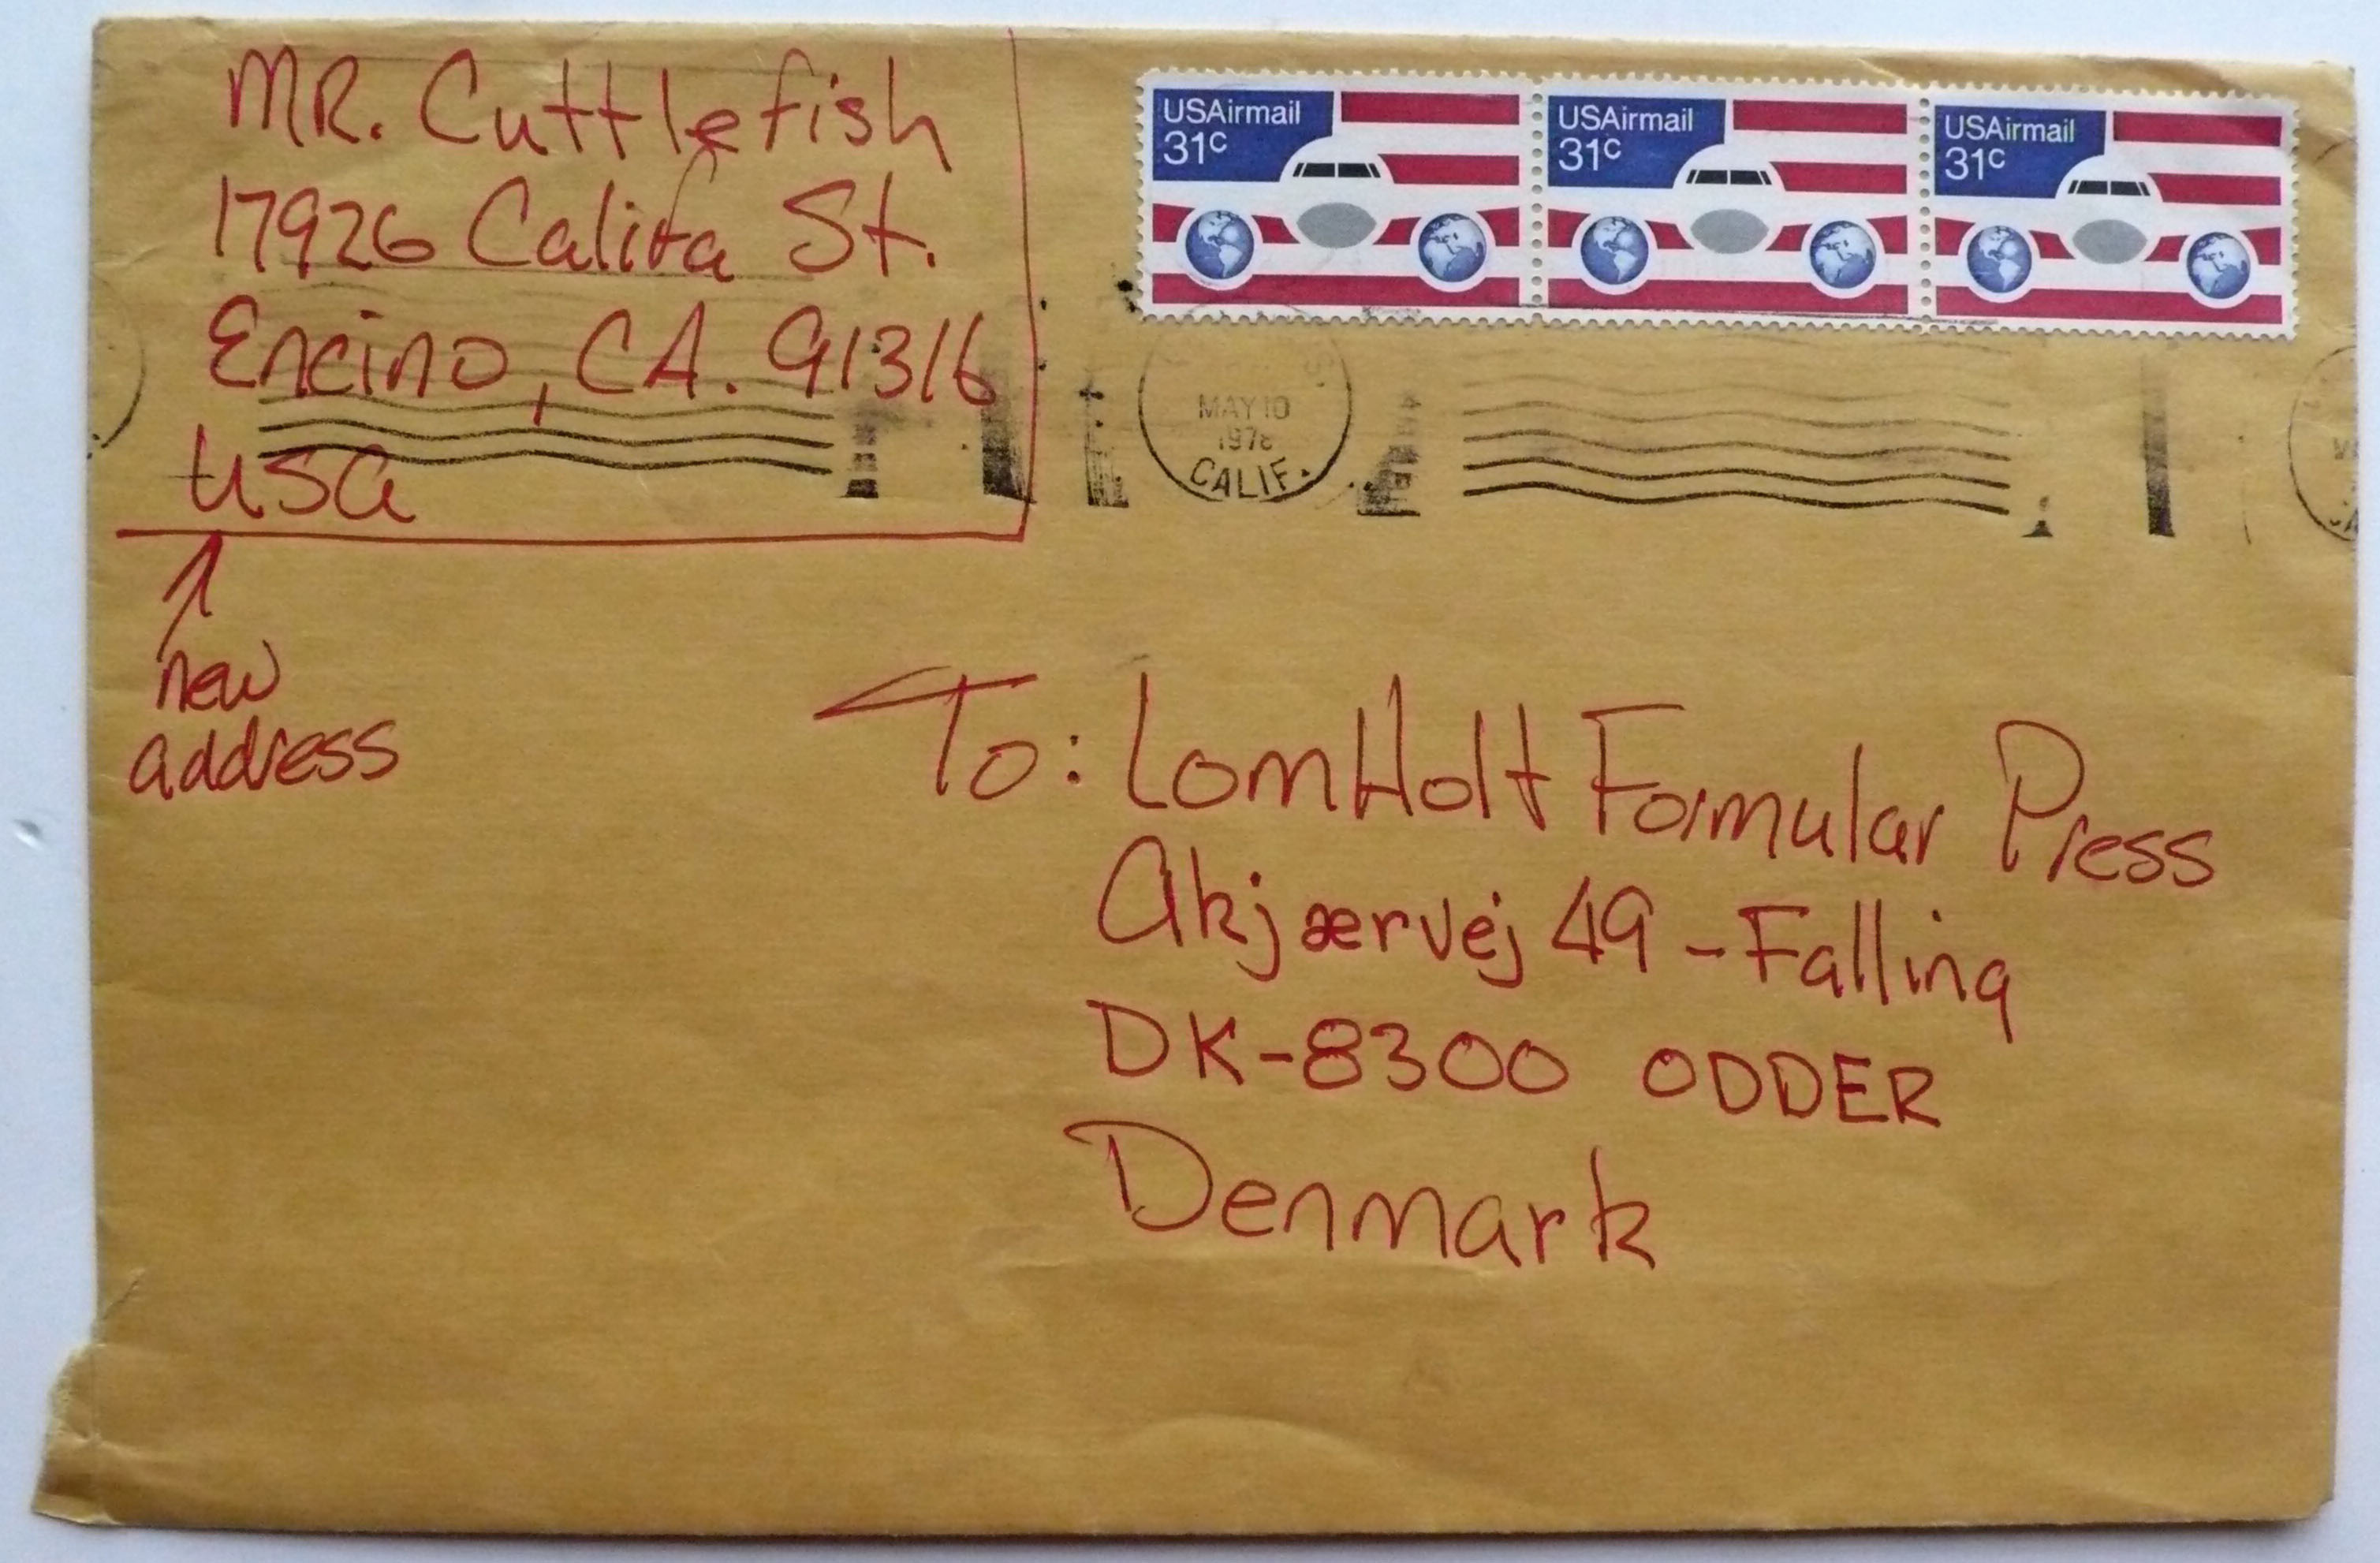 MR. Cuttlefish
17926 Califa St.
Encino, CA. 91316
USA
new
address
USAirmail
31c
USAirmail
31c
USAirmail
31c
MAY 10
1978
CALIF.
To: LomHolt Formular Press
Akjærvej 49 - Falling
DK-8300 ODDER
Denmark